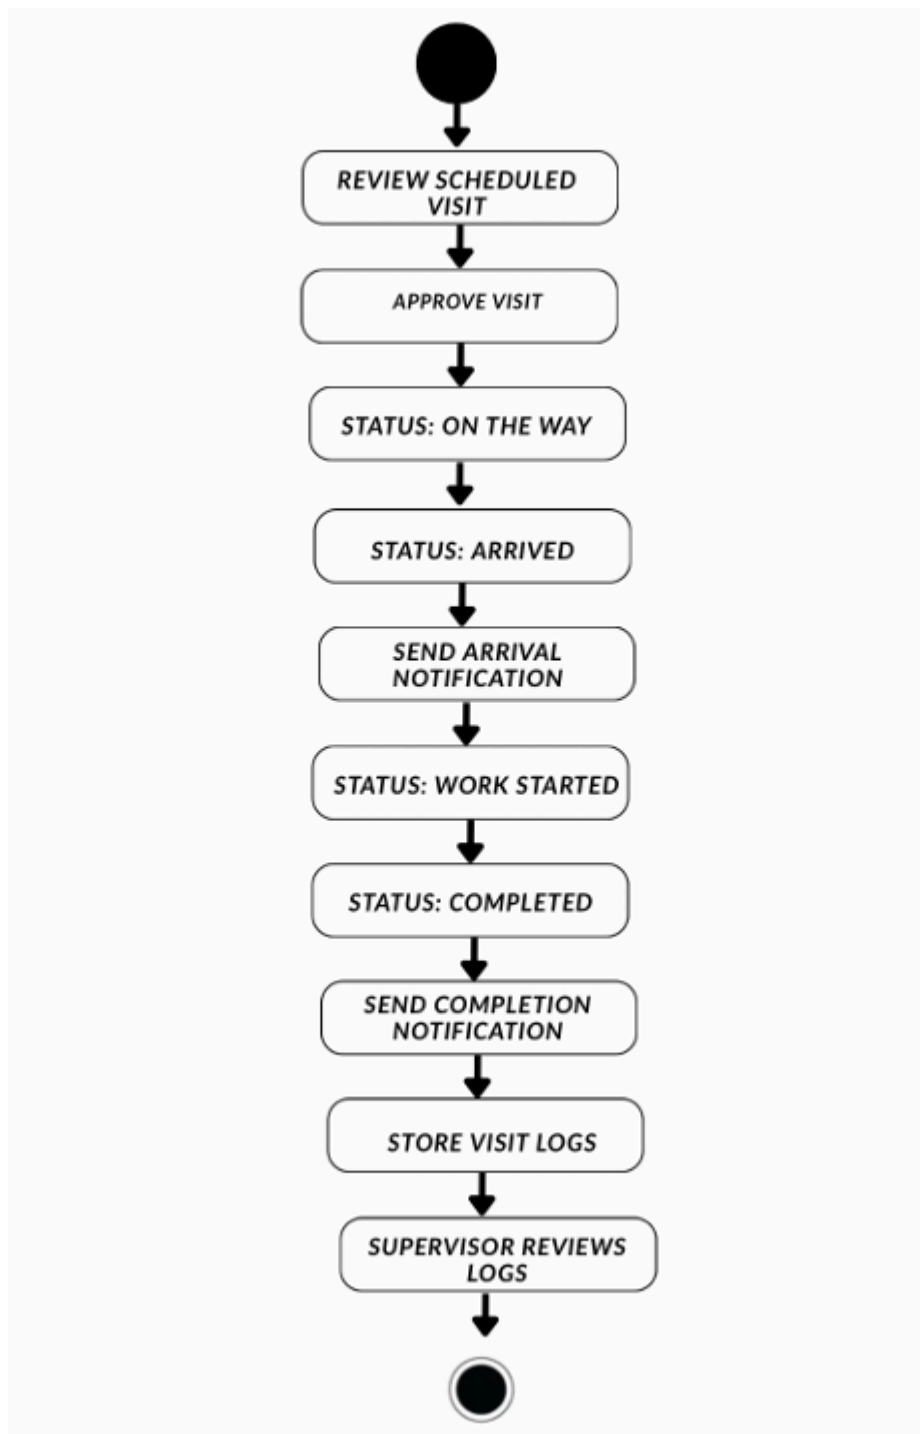 REVIEW SCHEDULED
VISIT
APPROVE VISIT
STATUS: ON THE WAY
STATUS: ARRIVED
SEND ARRIVAL
NOTIFICATION
STATUS: WORK STARTED
STATUS: COMPLETED
SEND COMPLETION
NOTIFICATION
STORE VISIT LOGS
SUPERVISOR REVIEWS
LOGS